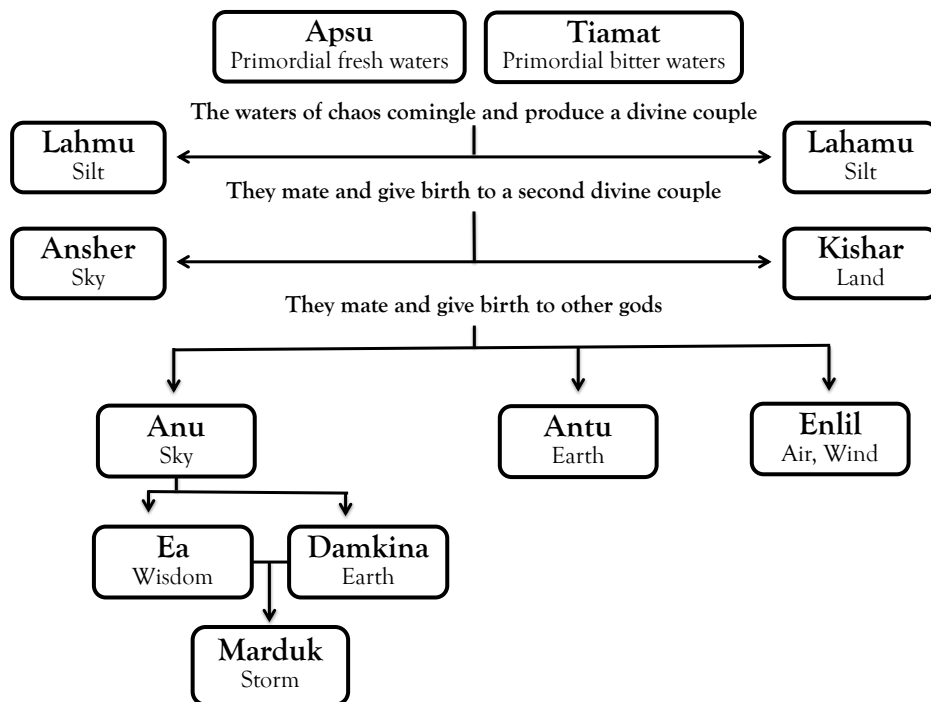 Apsu
Primordial fresh waters
Tiamat
Primordial bitter waters
The waters of chaos comingle and produce a divine couple
Lahmu
Silt
Lahamu
Silt
They mate and give birth to a second divine couple
Ansher
Sky
Kishar
Land
They mate and give birth to other gods
Anu
Sky
Antu
Earth
Enlil
Air, Wind
Ea
Wisdom
Damkina
Earth
Marduk
Storm